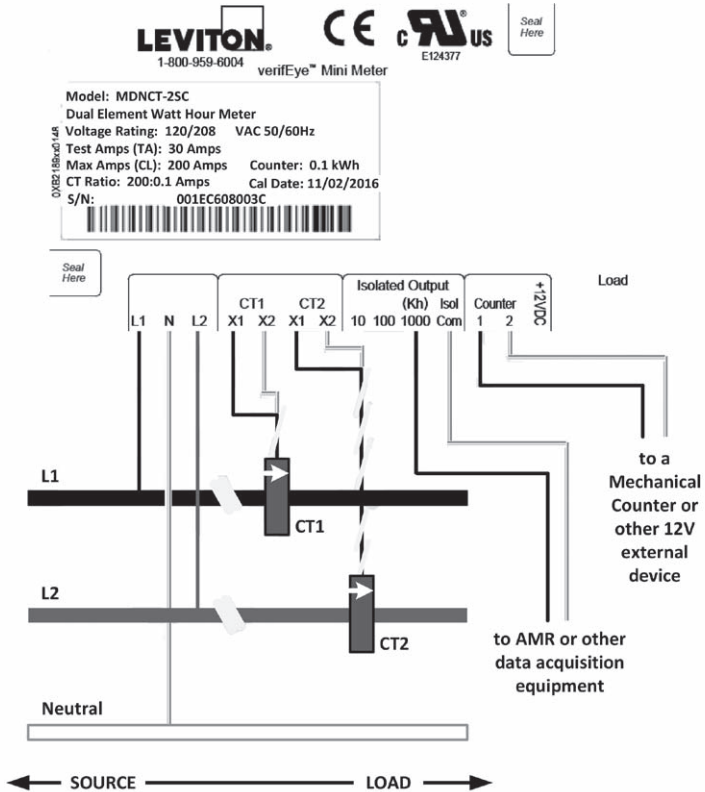 LEVITON®
1-800-959-6004
CE
c RU® US
E124377
Seal
Here
verifEye™ Mini Meter
Model: MDNCT-2SC
Dual Element Watt Hour Meter
Voltage Rating: 120/208 VAC 50/60Hz
Test Amps (TA): 30 Amps
Max Amps (CL): 200 Amps Counter: 0.1 kWh
CT Ratio: 200:0.1 Amps Cal Date: 11/02/2016
S/N: 001EC608003C
Seal
Here
Isolated Output
Load
CT1 CT2 (Kh) Isol Counter +12VDC
L1 N L2 X1 X2 X1 X2 10 100 1000 Com 1 2
L1
CT1
L2
CT2
Neutral
to a
Mechanical
Counter or
other 12V
external
device
to AMR or other
data acquisition
equipment
SOURCE LOAD